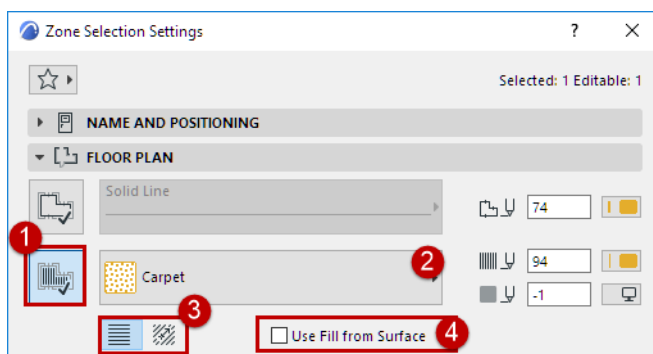 Zone Selection Settings ? ×
Selected: 1 Editable: 1
NAME AND POSITIONING
FLOOR PLAN
Solid Line
74
1
Carpet
2
94
-1
3
Use Fill from Surface
4